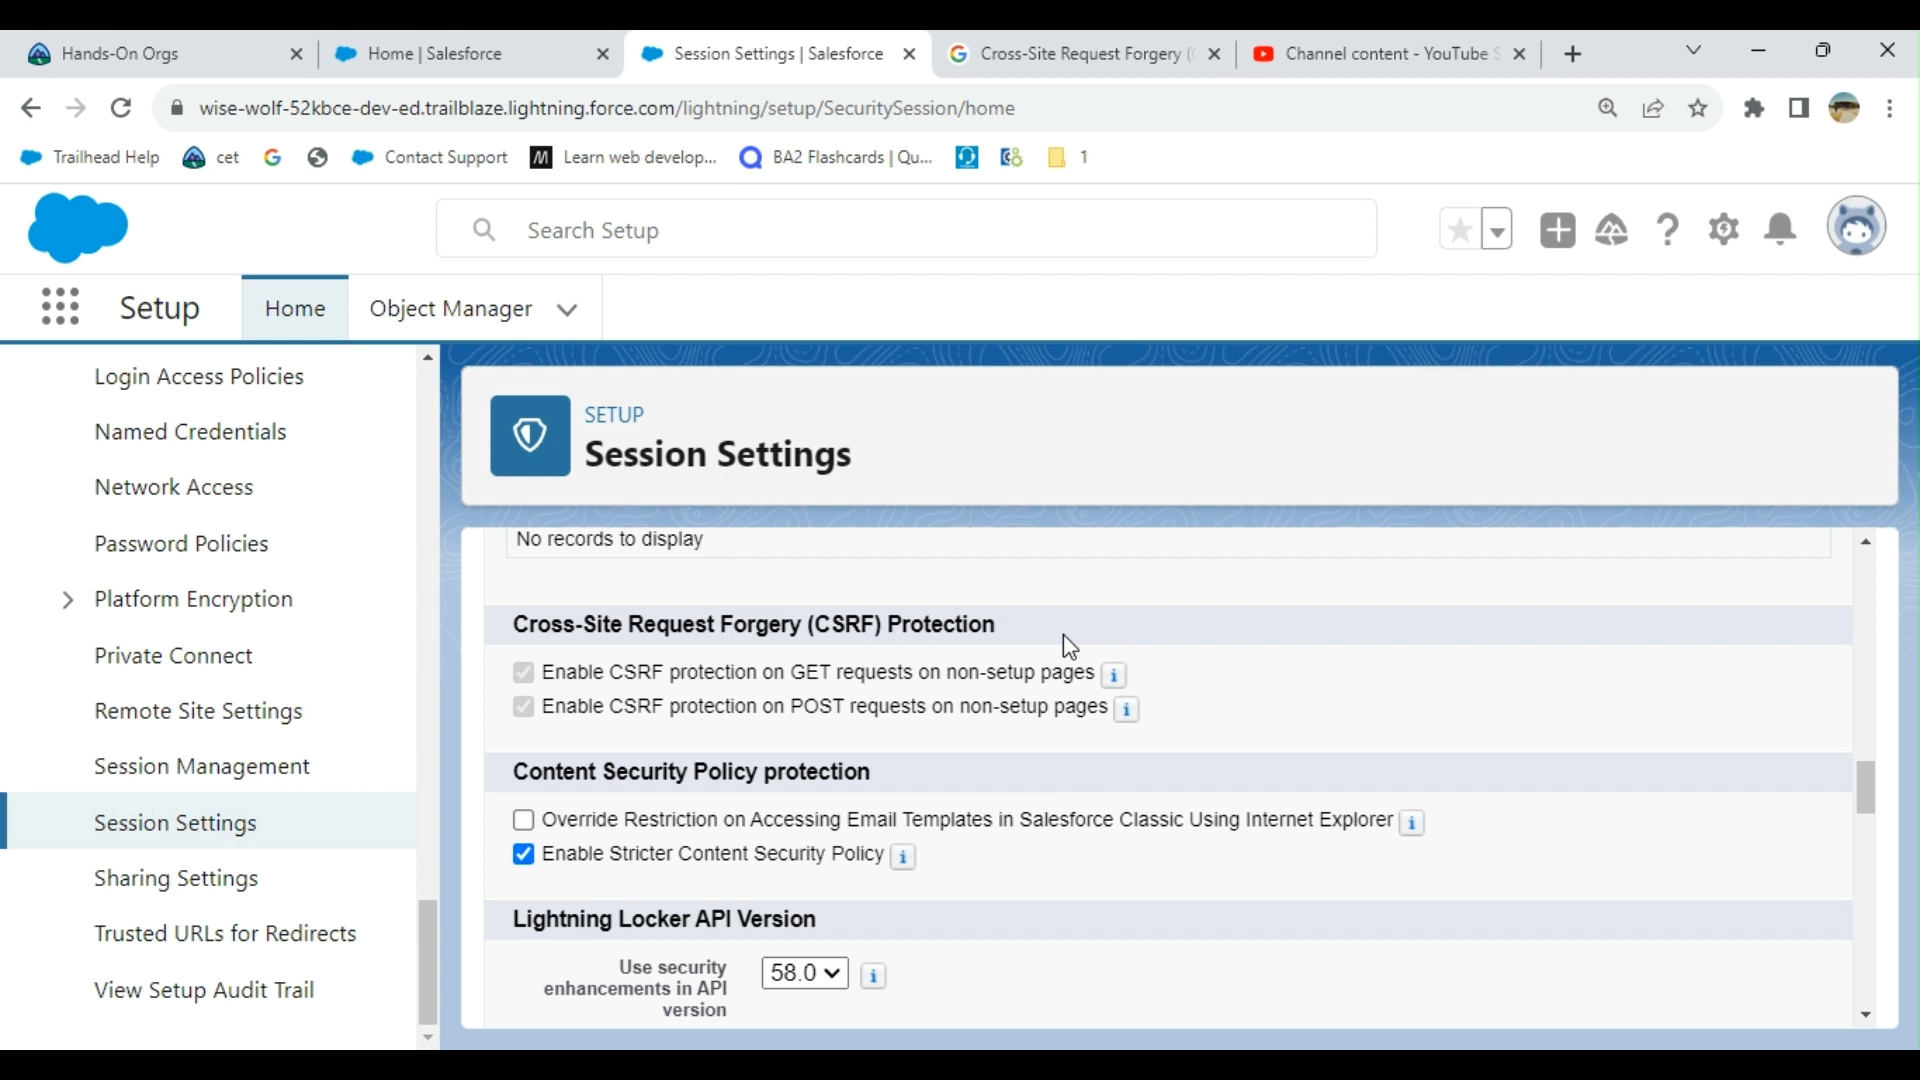 Hands-On Orgs
Home | Salesforce
Session Settings | Salesforce
Cross-Site Request Forgery (
Channel content - YouTube S
wise-wolf-52kbce-dev-ed.trailblaze.lightning.force.com/lightning/setup/SecuritySession/home
Trailhead Help
cet
Contact Support
Learn web develop...
BA2 Flashcards | Qu...
1
Search Setup
Setup
Home
Object Manager
Login Access Policies
Named Credentials
Network Access
Password Policies
Platform Encryption
Private Connect
Remote Site Settings
Session Management
Session Settings
Sharing Settings
Trusted URLs for Redirects
View Setup Audit Trail
SETUP
Session Settings
No records to display
Cross-Site Request Forgery (CSRF) Protection
Enable CSRF protection on GET requests on non-setup pages
Enable CSRF protection on POST requests on non-setup pages
Content Security Policy protection
Override Restriction on Accessing Email Templates in Salesforce Classic Using Internet Explorer
Enable Stricter Content Security Policy
Lightning Locker API Version
Use security
enhancements in API
version
58.0